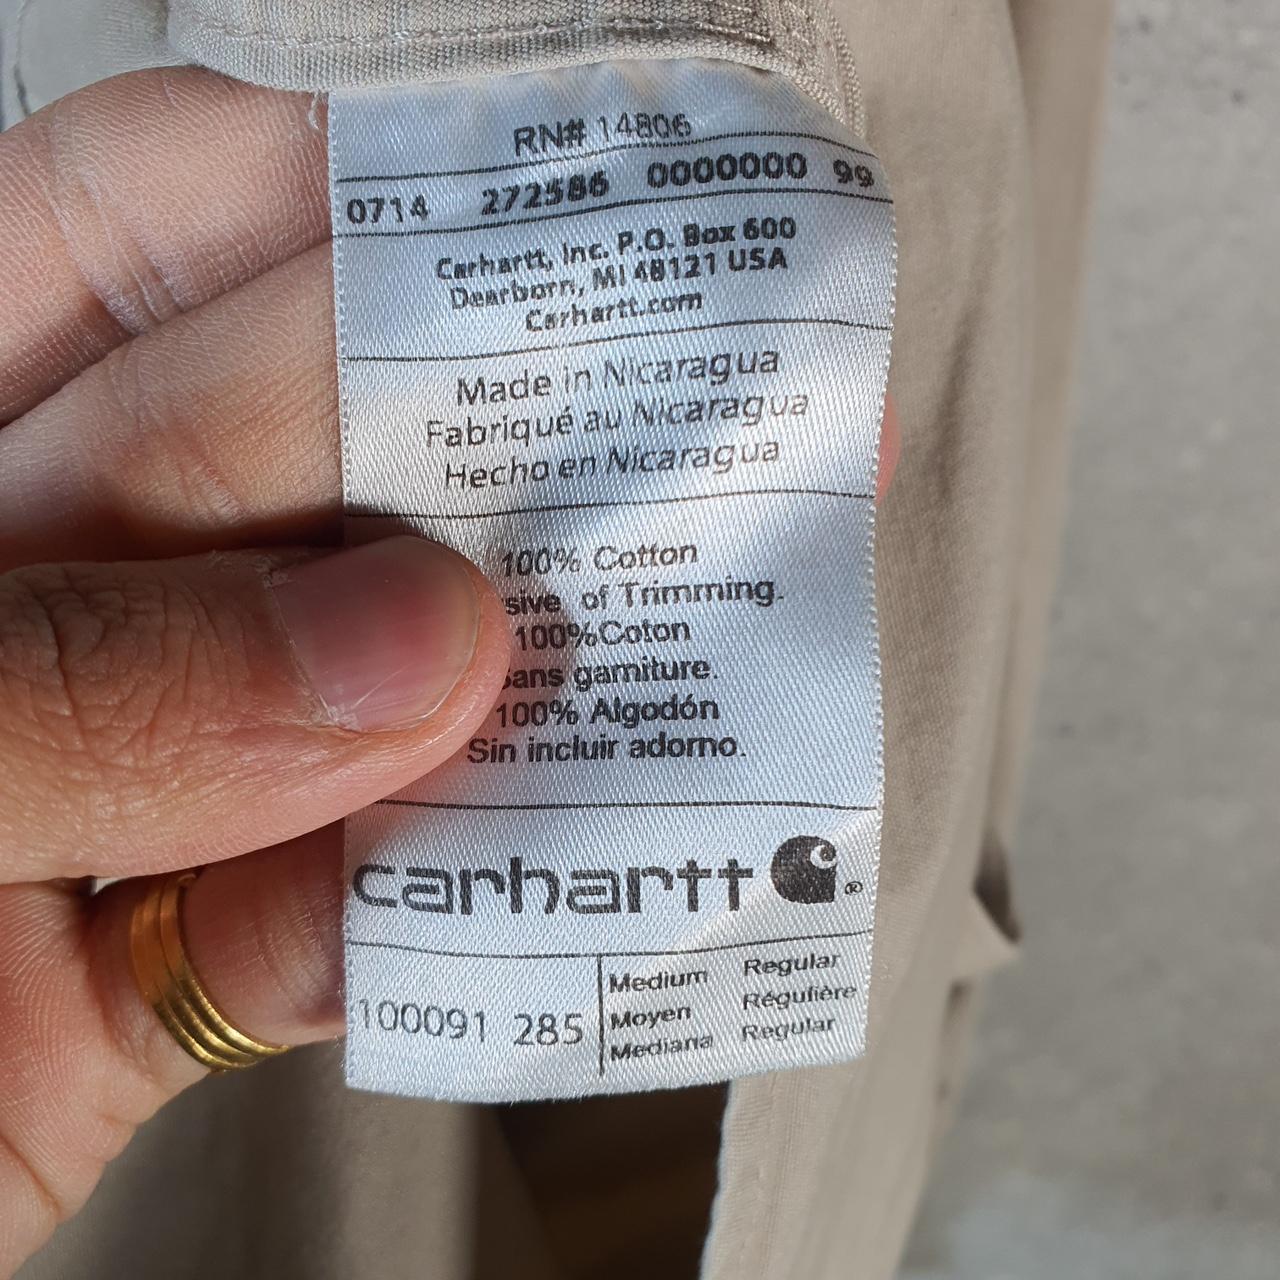 RN# 14806
0714 272586 0000000 99
Carhartt, Inc. P.O. Box 600
Dearborn, MI 48121 USA
Carhartt.com
Made in Nicaragua
Fabriqué au Nicaragua
Hecho en Nicaragua
100% Cotton
of Trimming.
100%Coton
sans garniture.
100% Algodón
Sin incluir adorno.
carhartt ®
100091 285
Medium Regular
Moyen Régulière
Mediana Regular